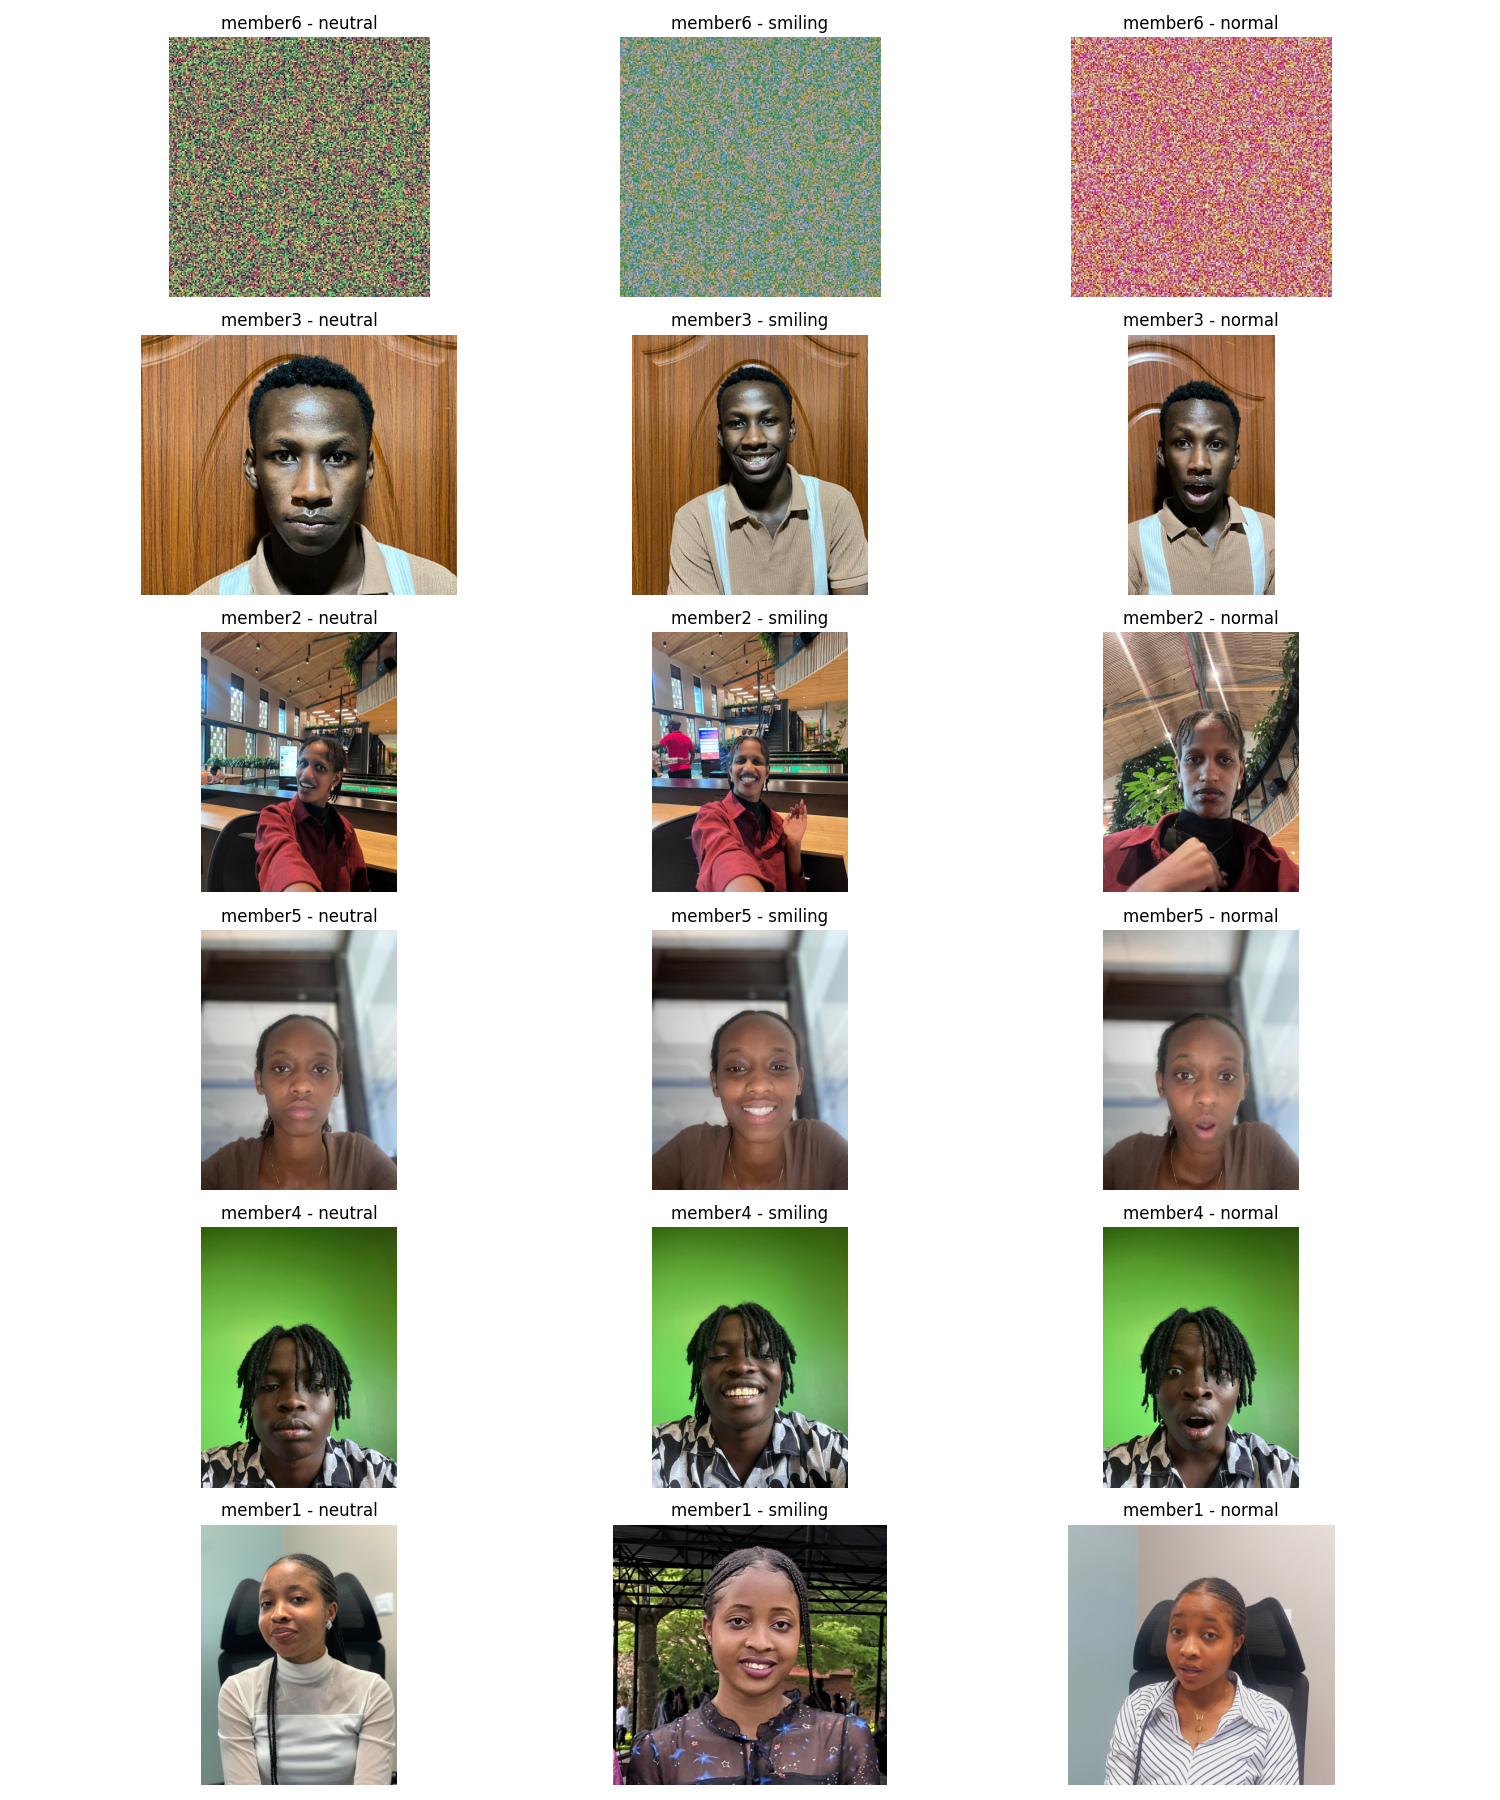 member6 - neutral
member6 - smiling
member6 - normal
member3 - neutral
member3 - smiling
member3 - normal
member2 - neutral
member2 - smiling
member2 - normal
member5 - neutral
member5 - smiling
member5 - normal
member4 - neutral
member4 - smiling
member4 - normal
member1 - neutral
member1 - smiling
member1 - normal